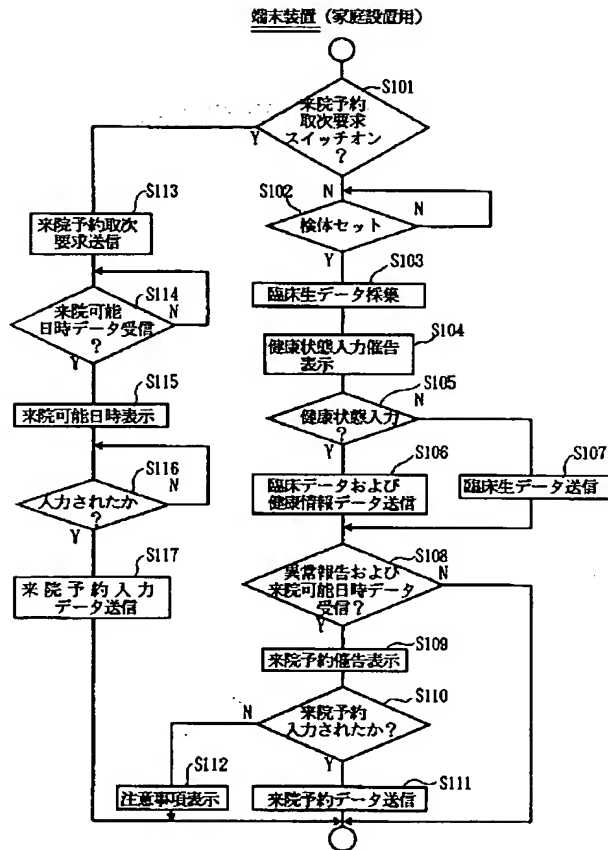 端末装置（家庭設置用）
S101
来院予約
取次要求
スイッチオン
？
Y
N
S113
来院予約取次
要求送信
S102
検体セット
N
Y
S103
臨床生データ採集
S114
来院可能
日時データ受信
？
N
Y
S104
健康状態入力催告
表示
S115
来院可能日時表示
S105
健康状態入力
？
N
Y
S116
入力されたか
？
N
Y
S106
臨床データおよび
健康情報データ送信
S107
臨床生データ送信
S117
来院予約入力
データ送信
S108
異常報告および
来院可能日時データ
受信？
N
Y
S109
来院予約催告表示
S110
来院予約
入力されたか？
N
Y
S112
注意事項表示
S111
来院予約データ送信